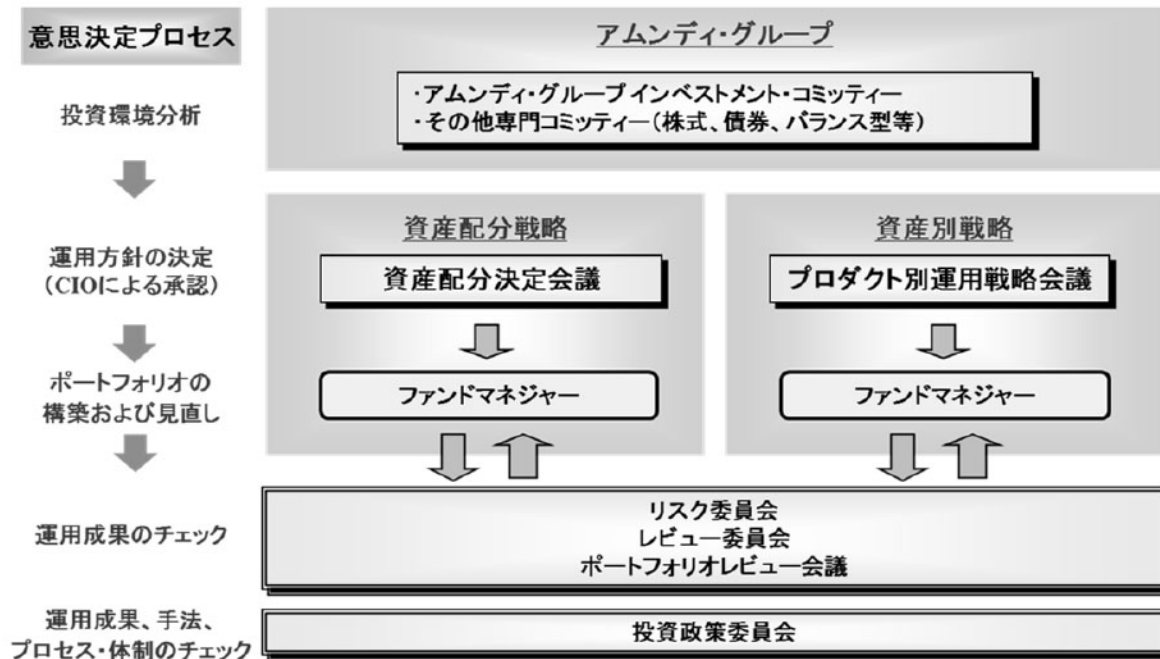 意思決定プロセス
アムンディ・グループ
投資環境分析
・アムンディ・グループ インベストメント・コミッティー
・その他専門コミッティー（株式、債券、バランス型等）
運用方針の決定
（CIOによる承認）
資産配分戦略
資産配分決定会議
資産別戦略
プロダクト別運用戦略会議
ポートフォリオの
構築および見直し
ファンドマネジャー
ファンドマネジャー
運用成果のチェック
リスク委員会
レビュー委員会
ポートフォリオレビュー会議
運用成果、手法、
プロセス・体制のチェック
投資政策委員会